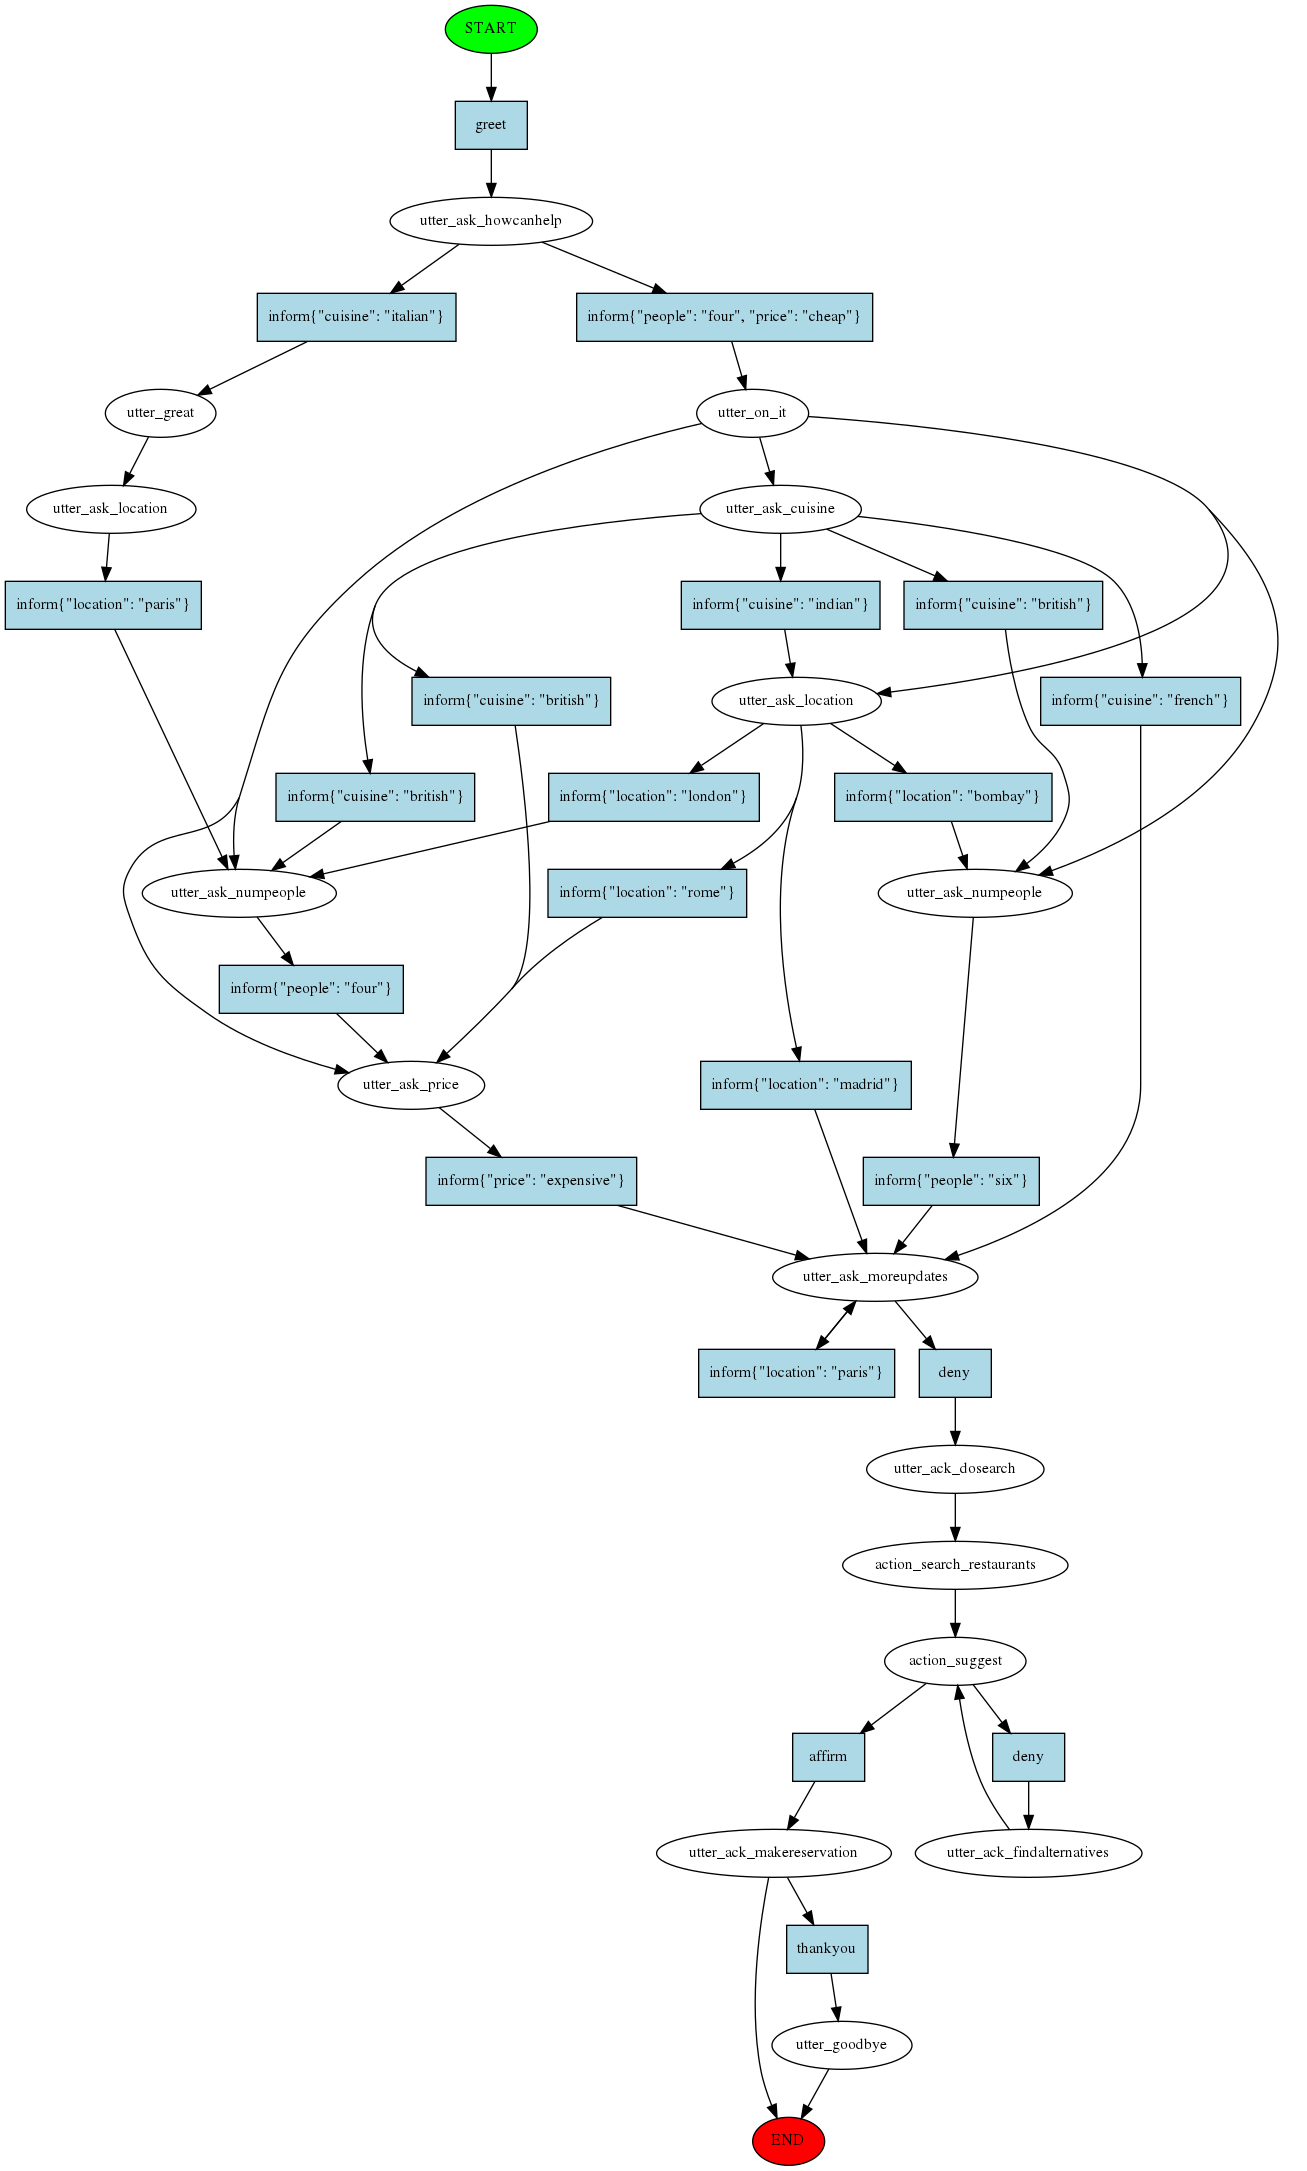 START
greet
utter_ask_howcanhelp
inform{"cuisine": "italian"}
inform{"people": "four", "price": "cheap"}
utter_great
utter_on_it
utter_ask_location
utter_ask_cuisine
inform{"location": "paris"}
inform{"cuisine": "indian"}
inform{"cuisine": "british"}
inform{"cuisine": "british"}
utter_ask_location
inform{"cuisine": "french"}
inform{"cuisine": "british"}
inform{"location": "london"}
inform{"location": "bombay"}
utter_ask_numpeople
inform{"location": "rome"}
utter_ask_numpeople
inform{"people": "four"}
utter_ask_price
inform{"location": "madrid"}
inform{"price": "expensive"}
inform{"people": "six"}
utter_ask_moreupdates
inform{"location": "paris"}
deny
utter_ack_dosearch
action_search_restaurants
action_suggest
affirm
deny
utter_ack_makereservation
utter_ack_findalternatives
thankyou
utter_goodbye
END